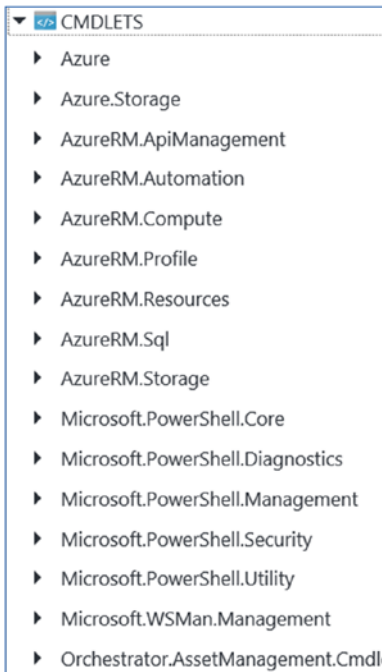 CMDLETS
Azure
Azure.Storage
AzureRM.ApiManagement
AzureRM.Automation
AzureRM.Compute
AzureRM.Profile
AzureRM.Resources
AzureRM.Sql
AzureRM.Storage
Microsoft.PowerShell.Core
Microsoft.PowerShell.Diagnostics
Microsoft.PowerShell.Management
Microsoft.PowerShell.Security
Microsoft.PowerShell.Utility
Microsoft.WSMan.Management
Orchestrator.AssetManagement.Cmdl